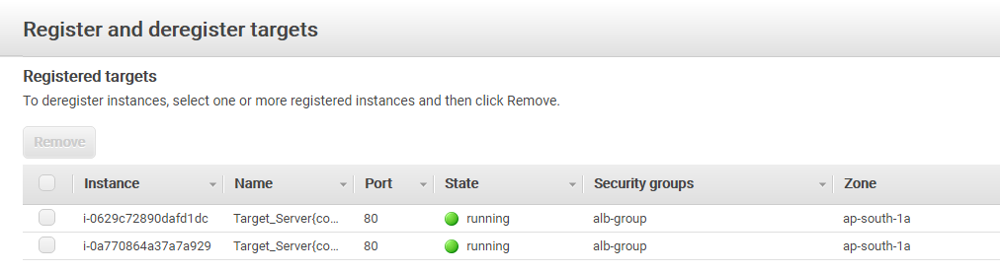 Register and deregister targets
Registered targets
To deregister instances, select one or more registered instances and then click Remove.
Remove
Instance Name Port State Security groups Zone
i-0629c72890dafd1dc Target_Server{co... 80 running alb-group ap-south-1a
i-0a770864a37a7a929 Target_Server{co... 80 running alb-group ap-south-1a